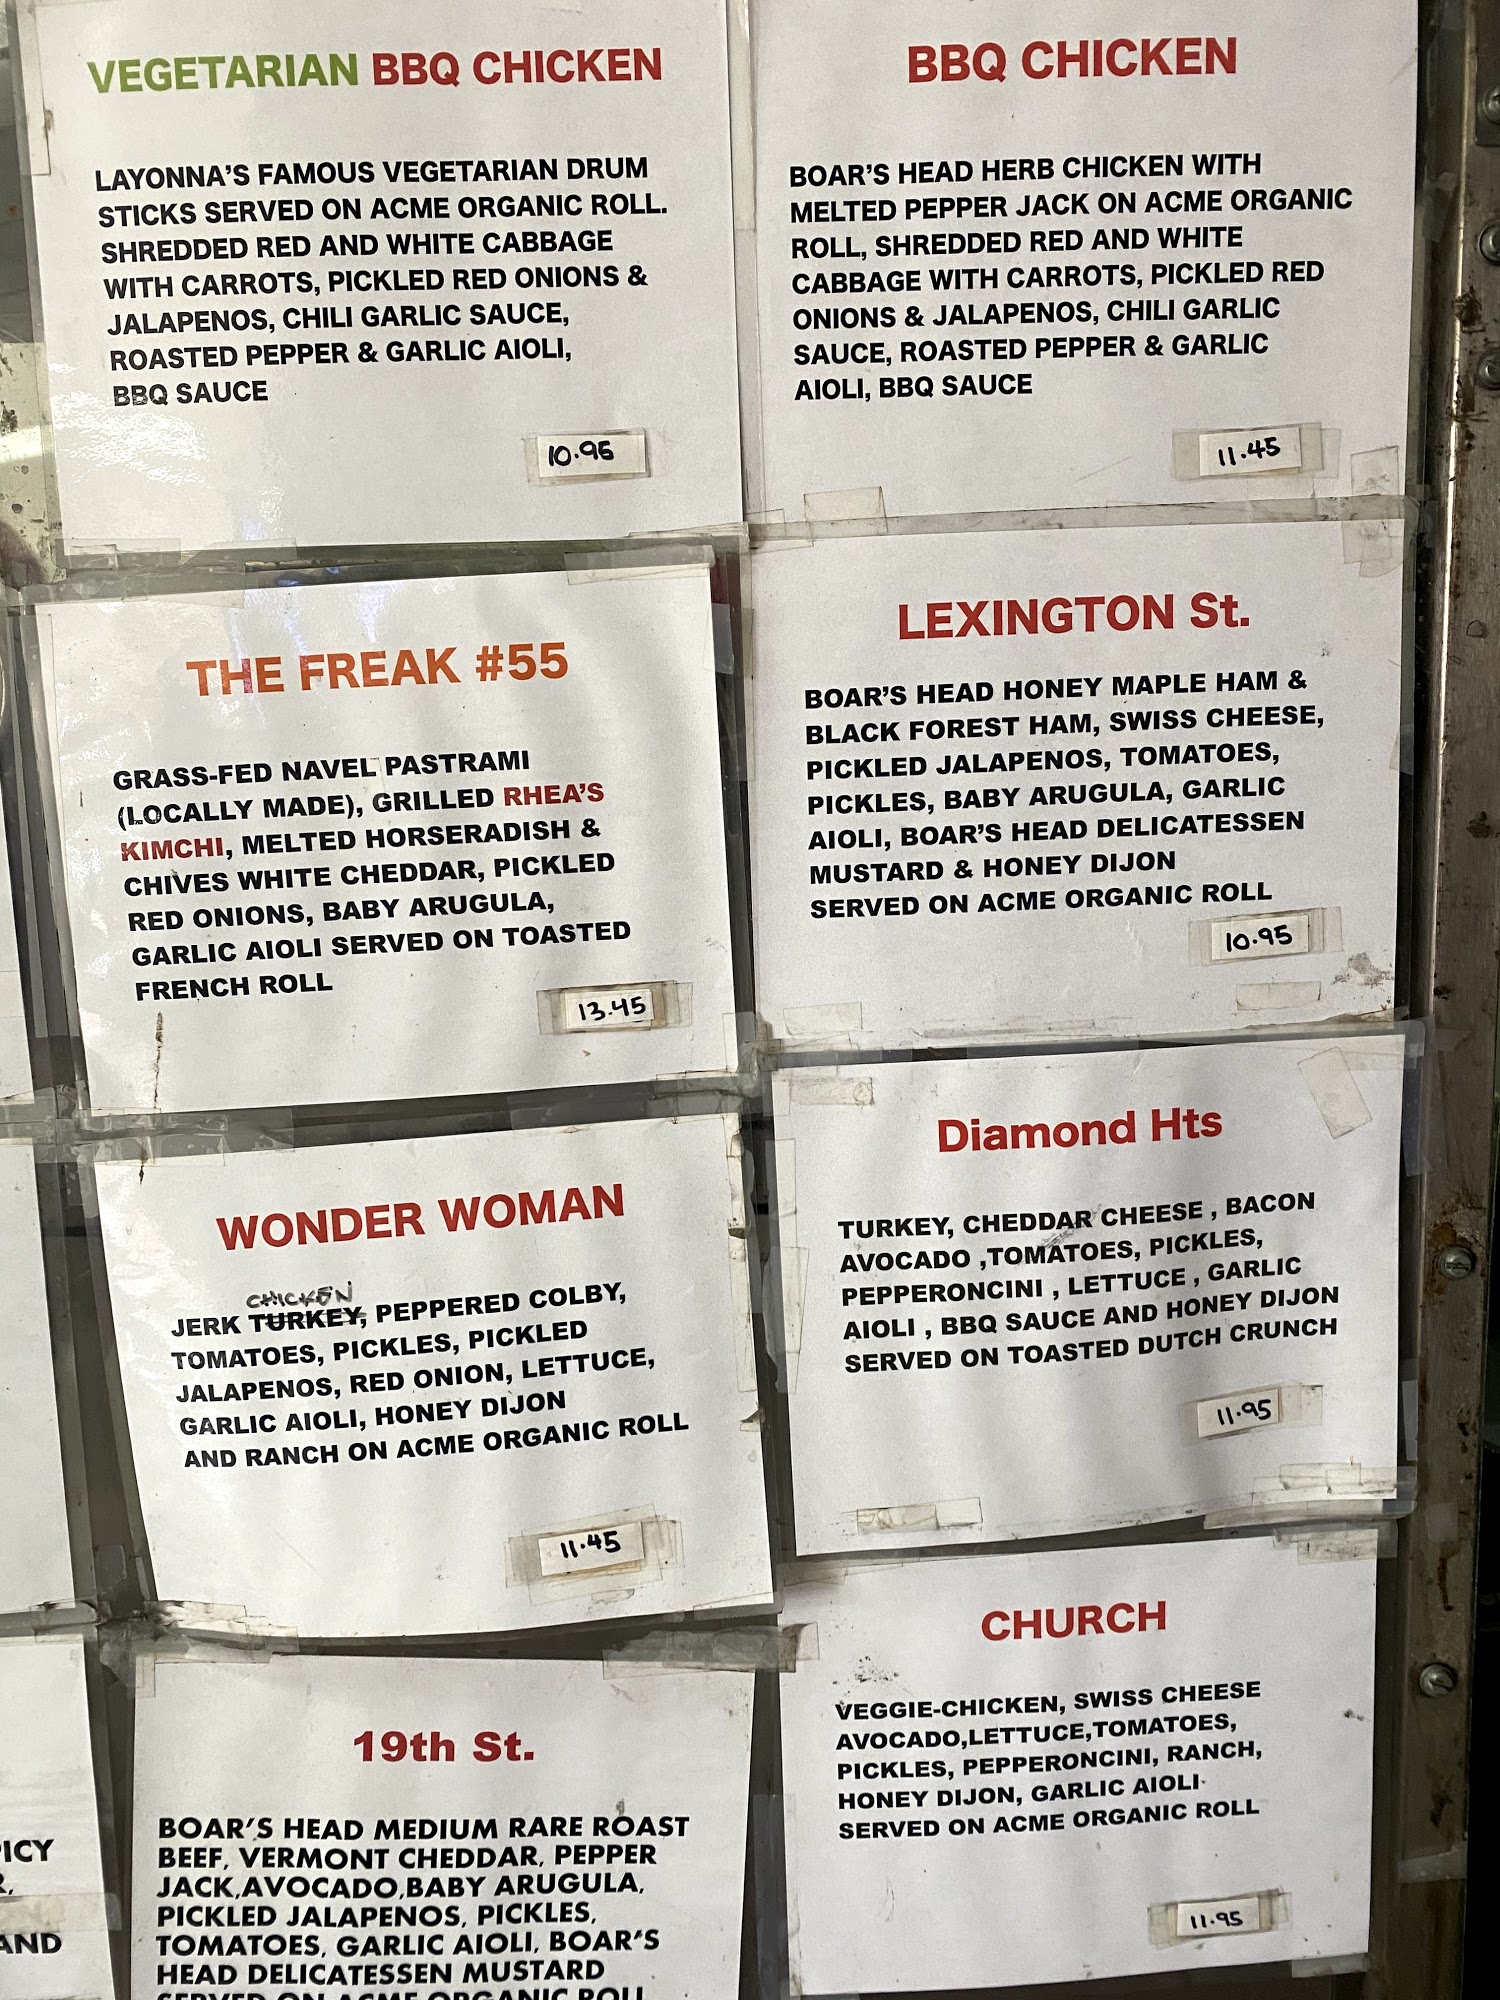 VEGETARIAN BBQ CHICKEN
LAYONNA'S FAMOUS VEGETARIAN DRUM
STICKS SERVED ON ACME ORGANIC ROLL.
SHREDDED RED AND WHITE CABBAGE
WITH CARROTS, PICKLED RED ONIONS &
JALAPENOS, CHILI GARLIC SAUCE,
ROASTED PEPPER & GARLIC AIOLI,
BBQ SAUCE
10.95
BBQ CHICKEN
BOAR'S HEAD HERB CHICKEN WITH
MELTED PEPPER JACK ON ACME ORGANIC
ROLL, SHREDDED RED AND WHITE
CABBAGE WITH CARROTS, PICKLED RED
ONIONS & JALAPENOS, CHILI GARLIC
SAUCE, ROASTED PEPPER & GARLIC
AIOLI, BBQ SAUCE
11.45
THE FREAK #55
GRASS-FED NAVEL PASTRAMI
(LOCALLY MADE), GRILLED RHEA'S
KIMCHI, MELTED HORSERADISH &
CHIVES WHITE CHEDDAR, PICKLED
RED ONIONS, BABY ARUGULA,
GARLIC AIOLI SERVED ON TOASTED
FRENCH ROLL
13.45
LEXINGTON St.
BOAR'S HEAD HONEY MAPLE HAM &
BLACK FOREST HAM, SWISS CHEESE,
PICKLED JALAPENOS, TOMATOES,
PICKLES, BABY ARUGULA, GARLIC
AIOLI, BOAR'S HEAD DELICATESSEN
MUSTARD & HONEY DIJON
SERVED ON ACME ORGANIC ROLL
10.95
WONDER WOMAN
CHICKEN
JERK TURKEY, PEPPERED COLBY,
TOMATOES, PICKLES, PICKLED
JALAPENOS, RED ONION, LETTUCE,
GARLIC AIOLI, HONEY DIJON
AND RANCH ON ACME ORGANIC ROLL
11.45
Diamond Hts
TURKEY, CHEDDAR CHEESE , BACON
AVOCADO ,TOMATOES, PICKLES,
PEPPERONCINI , LETTUCE , GARLIC
AIOLI , BBQ SAUCE AND HONEY DIJON
SERVED ON TOASTED DUTCH CRUNCH
11.95
19th St.
BOAR'S HEAD MEDIUM RARE ROAST
BEEF, VERMONT CHEDDAR, PEPPER
JACK,AVOCADO,BABY ARUGULA,
PICKLED JALAPENOS, PICKLES,
TOMATOES, GARLIC AIOLI, BOAR'S
HEAD DELICATESSEN MUSTARD
SERVED ON ACME ORGANIC ROLL
CHURCH
VEGGIE-CHICKEN, SWISS CHEESE
AVOCADO,LETTUCE,TOMATOES,
PICKLES, PEPPERONCINI, RANCH,
HONEY DIJON, GARLIC AIOLI
SERVED ON ACME ORGANIC ROLL
11.95
AND